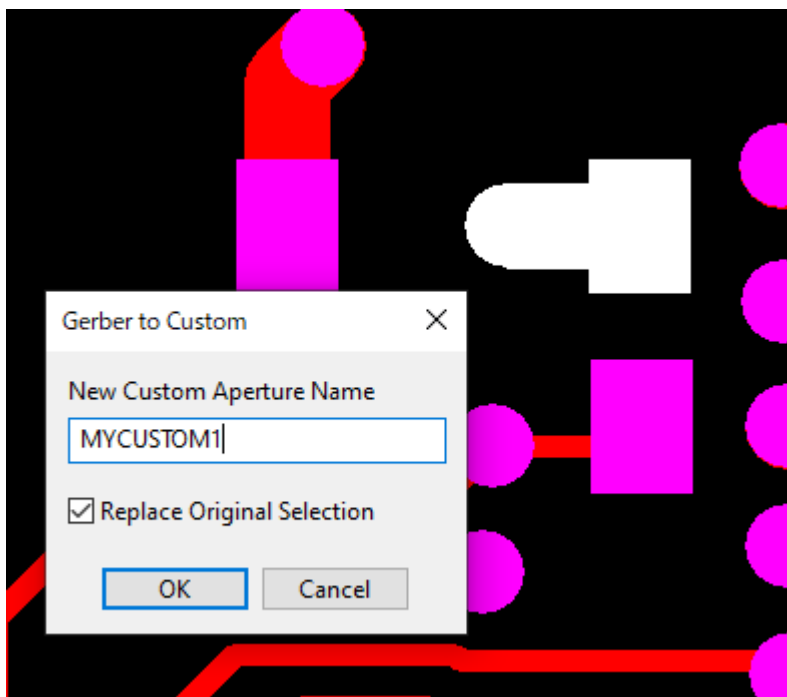 Gerber to Custom
New Custom Aperture Name
MYCUSTOM1
Replace Original Selection
OK
Cancel